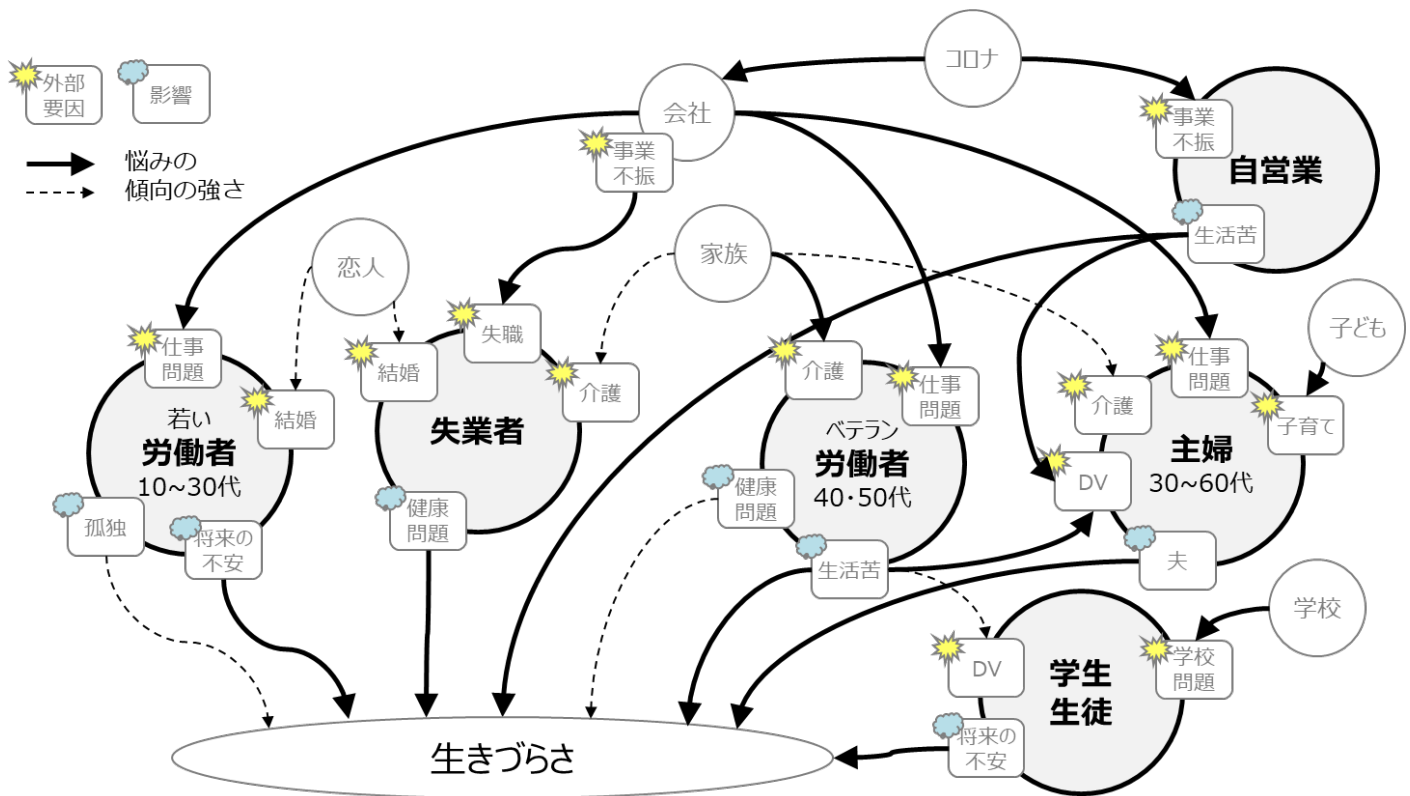 外部
要因
影響
悩みの
傾向の強さ
コロナ
会社
事業
不振
事業
不振
自営業
生活苦
恋人
家族
子ども
仕事
問題
結婚
若い
労働者
10~30代
孤独
将来の
不安
失職
結婚
介護
失業者
健康
問題
介護
仕事
問題
ベテラン
労働者
40・50代
健康
問題
生活苦
仕事
問題
介護
子育て
主婦
30~60代
DV
夫
学校
DV
学校
問題
学生
生徒
将来の
不安
生きづらさ